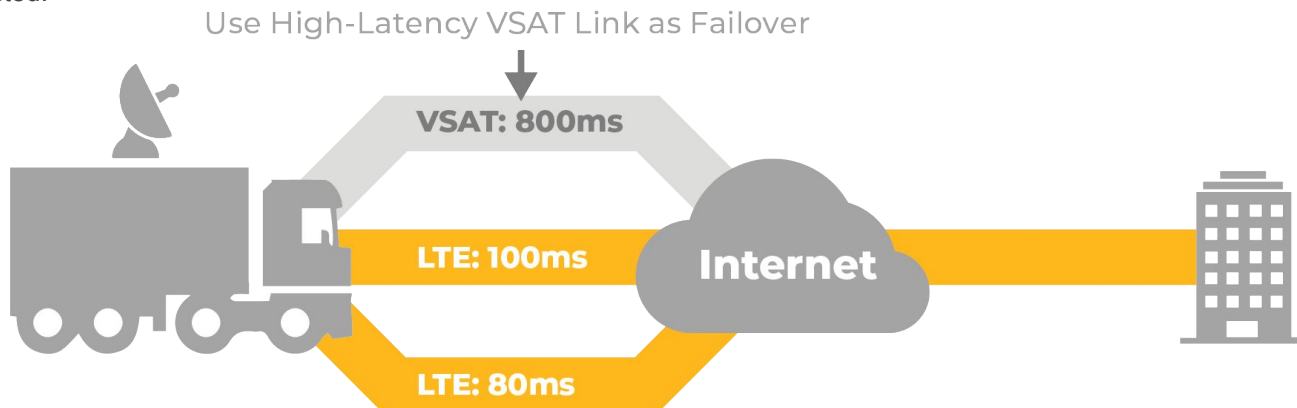 Use High-Latency VSAT Link as Failover
VSAT: 800ms
LTE: 100ms
Internet
LTE: 80ms